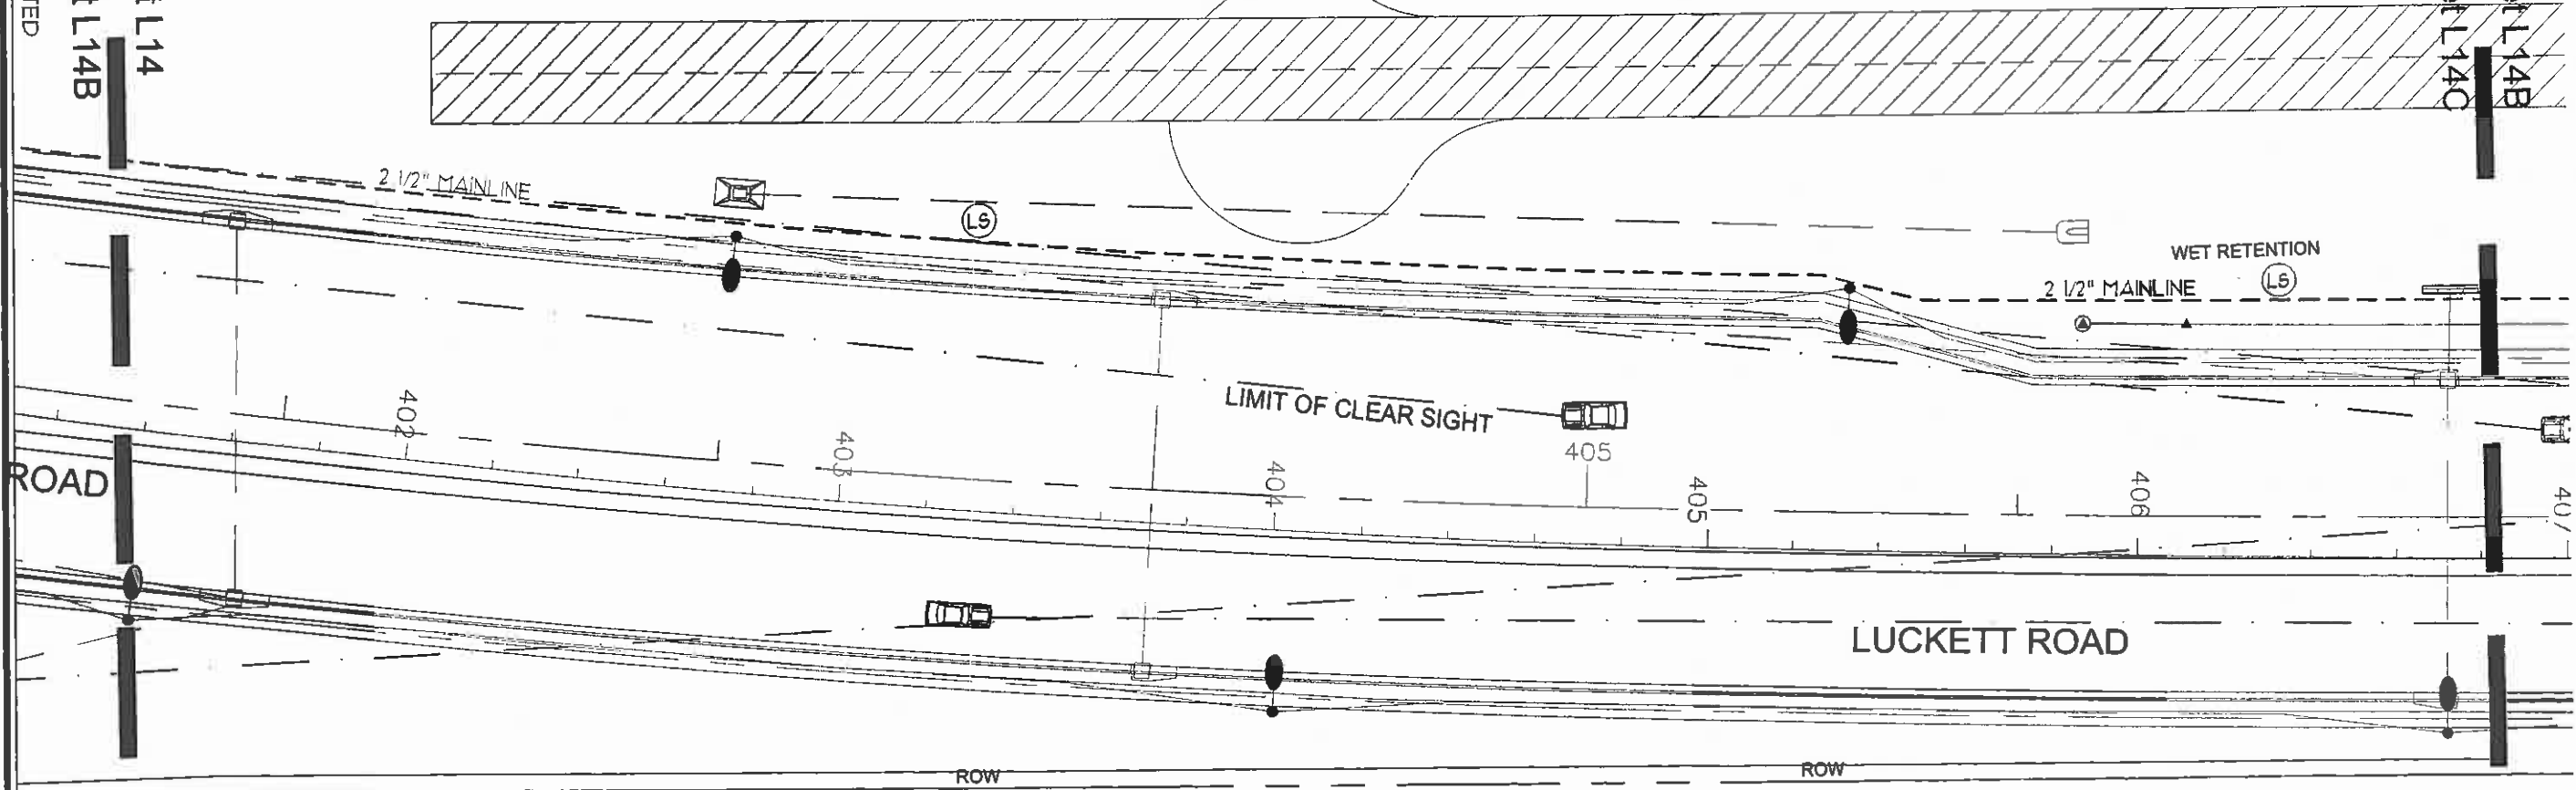 TED
L14B
L14
t L14C
t L14B
2 1/2" MAINLINE
LS
WET RETENTION
LS
2 1/2" MAINLINE
LIMIT OF CLEAR SIGHT
402
403
404
405
405
406
ROAD
LUCKETT ROAD
ROW
ROW